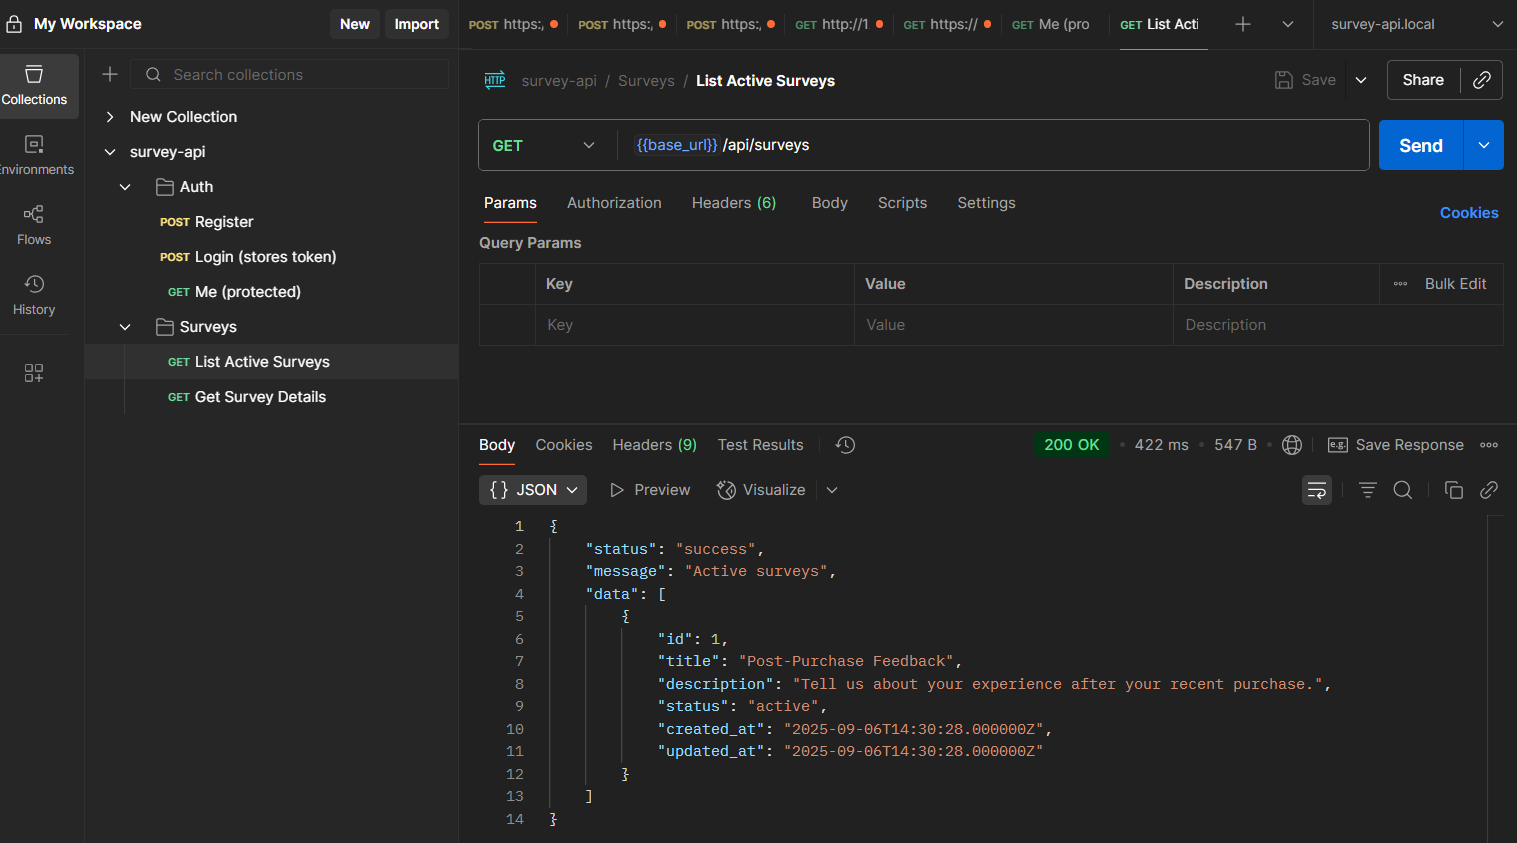 My Workspace
New
Import
POST https:,
POST https:,
POST https:,
GET http://1
GET https://
GET Me (pro
GET List Acti
survey-api.local
Collections
Environments
Flows
History
Search collections
New Collection
survey-api
Auth
POST Register
POST Login (stores token)
GET Me (protected)
Surveys
GET List Active Surveys
GET Get Survey Details
HTTP
survey-api / Surveys / List Active Surveys
Save
Share
GET
{{base_url}} /api/surveys
Send
Params
Authorization
Headers (6)
Body
Scripts
Settings
Cookies
Query Params
Key
Value
Description
Bulk Edit
Key
Value
Description
Body
Cookies
Headers (9)
Test Results
200 OK
422 ms
547 B
e.g.
Save Response
{} JSON
Preview
Visualize
1 {
2 "status": "success",
3 "message": "Active surveys",
4 "data": [
5 {
6 "id": 1,
7 "title": "Post-Purchase Feedback",
8 "description": "Tell us about your experience after your recent purchase.",
9 "status": "active",
10 "created_at": "2025-09-06T14:30:28.000000Z",
11 "updated_at": "2025-09-06T14:30:28.000000Z"
12 }
13 ]
14 }